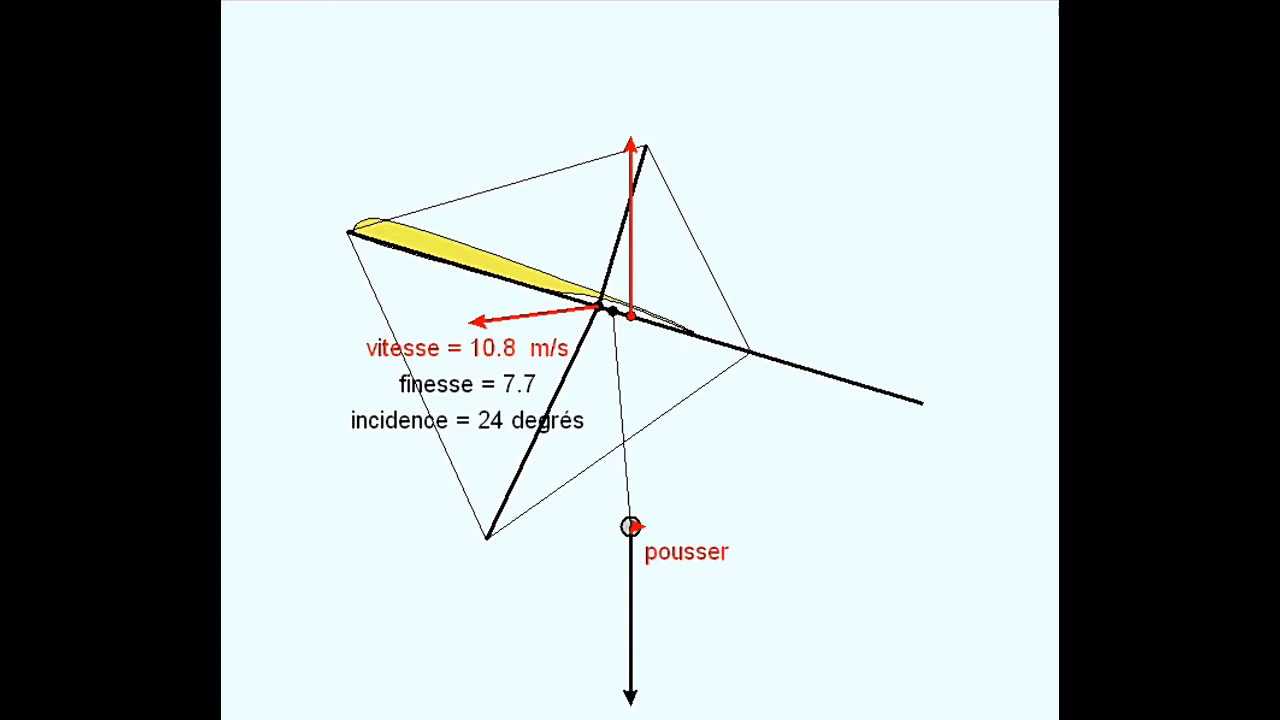 vitesse = 10.8 m/s
finesse = 7.7
incidence = 24 degrés
pousser